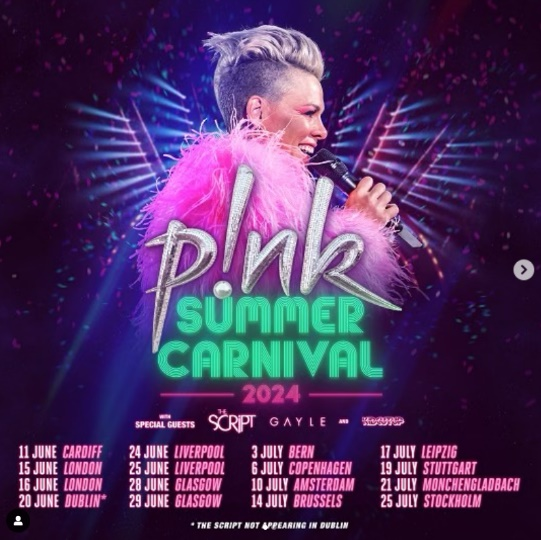 p!nk
SUMMER
CARNIVAL
2024
WITH
SPECIAL GUESTS
THE
SCRIPT
GAYLE
AND
KIDCUTUP
11 JUNE CARDIFF
15 JUNE LONDON
16 JUNE LONDON
20 JUNE DUBLIN*
24 JUNE LIVERPOOL
25 JUNE LIVERPOOL
28 JUNE GLASGOW
29 JUNE GLASGOW
3 JULY BERN
6 JULY COPENHAGEN
10 JULY AMSTERDAM
14 JULY BRUSSELS
17 JULY LEIPZIG
19 JULY STUTTGART
21 JULY MONCHENGLADBACH
25 JULY STOCKHOLM
* THE SCRIPT NOT APPEARING IN DUBLIN